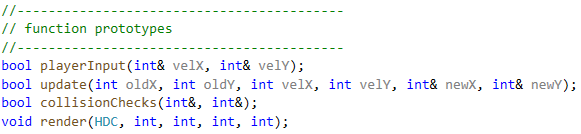 //-----------------------------------------
// function prototypes
//-----------------------------------------
bool playerInput(int& velX, int& velY);
bool update(int oldX, int oldY, int velX, int velY, int& newX, int& newY);
bool collisionChecks(int&, int&);
void render(HDC, int, int, int, int);